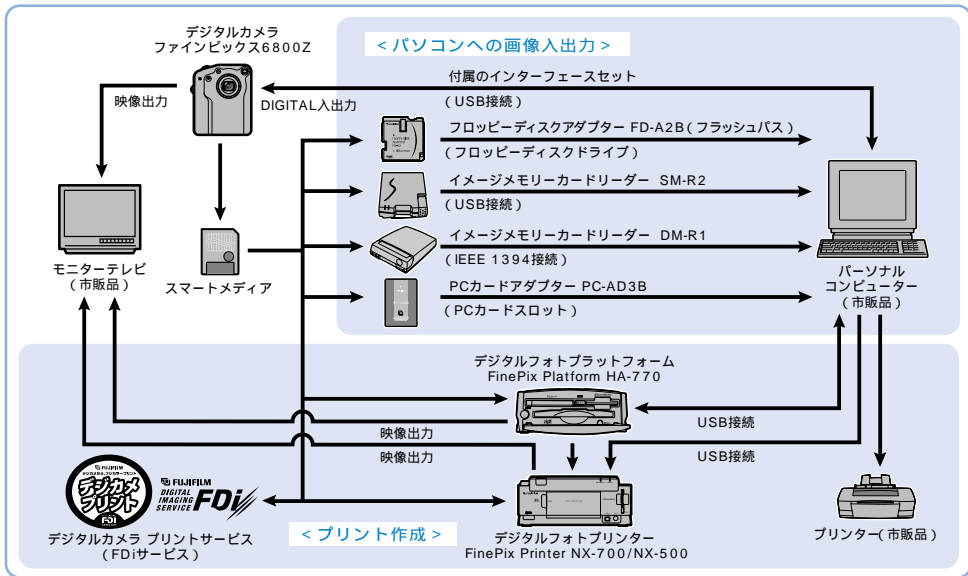 デジタルカメラ
ファインピックス6800Z
<パソコンへの画像入出力>
付属のインターフェースセット
(USB接続)
映像出力
DIGITAL入出力
フロッピーディスクアダプター FD-A2B(フラッシュパス)
(フロッピーディスクドライブ)
イメージメモリーカードリーダー SM-R2
(USB接続)
イメージメモリーカードリーダー DM-R1
(IEEE 1394接続)
モニターテレビ
(市販品)
スマートメディア
PCカードアダプター PC-AD3B
(PCカードスロット)
パーソナル
コンピューター
(市販品)
デジタルフォトプラットフォーム
FinePix Platform HA-770
映像出力
USB接続
映像出力
USB接続
FUJIFILM
デジカメからフジカラープリント
デジカメ
プリント
FDi
FUJIFILM
DIGITAL
IMAGING
SERVICE
FDi
デジタルカメラ プリントサービス
(FDiサービス)
<プリント作成>
デジタルフォトプリンター
FinePix Printer NX-700/NX-500
プリンター(市販品)